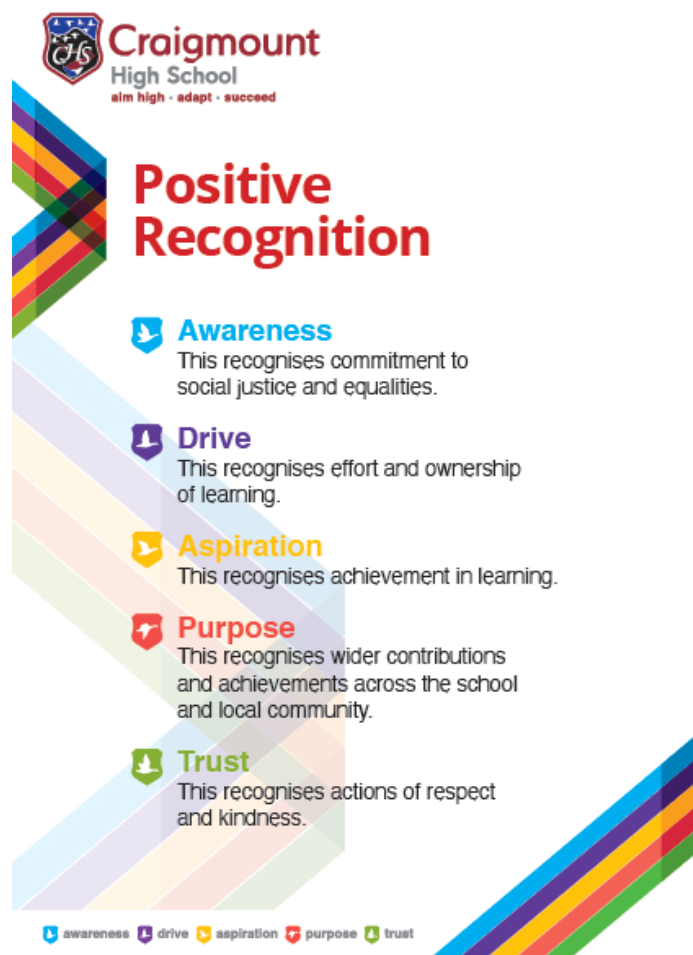 CHS
Craigmount
High School
aim high · adapt · succeed
Positive
Recognition
Awareness
This recognises commitment to
social justice and equalities.
Drive
This recognises effort and ownership
of learning.
Aspiration
This recognises achievement in learning.
Purpose
This recognises wider contributions
and achievements across the school
and local community.
Trust
This recognises actions of respect
and kindness.
awareness drive aspiration purpose trust